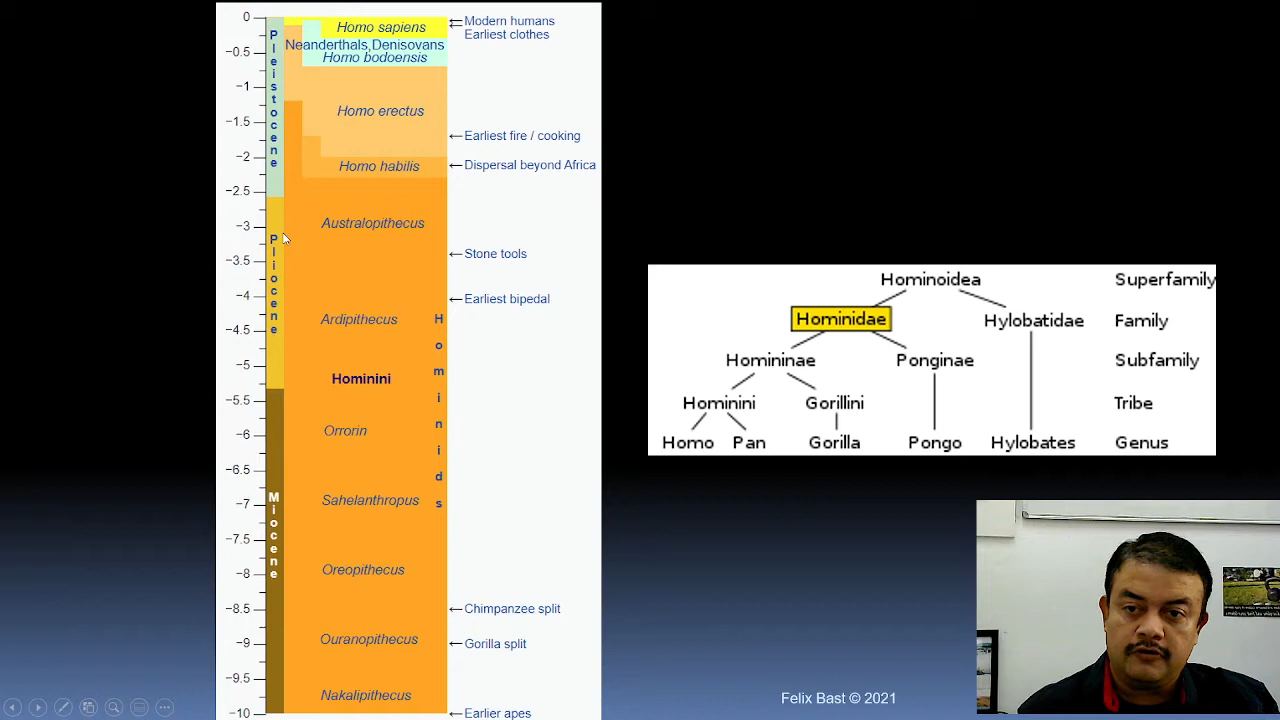 0
−0.5
−1
−1.5
−2
−2.5
−3
−3.5
−4
−4.5
−5
−5.5
−6
−6.5
−7
−7.5
−8
−8.5
−9
−9.5
−10
Pleistocene
Pliocene
Miocene
Homo sapiens
Neanderthals,Denisovans
Homo bodoensis
Homo erectus
Homo habilis
Australopithecus
Ardipithecus
Hominini
Orrorin
Sahelanthropus
Oreopithecus
Ouranopithecus
Nakalipithecus
Hominids
←Modern humans
←Earliest clothes
←Earliest fire / cooking
←Dispersal beyond Africa
←Stone tools
←Earliest bipedal
←Chimpanzee split
←Gorilla split
←Earlier apes
Hominoidea Superfamily
Hominidae Hylobatidae Family
Homininae Ponginae Subfamily
Hominini Gorillini Tribe
Homo Pan Gorilla Pongo Hylobates Genus
Felix Bast © 2021